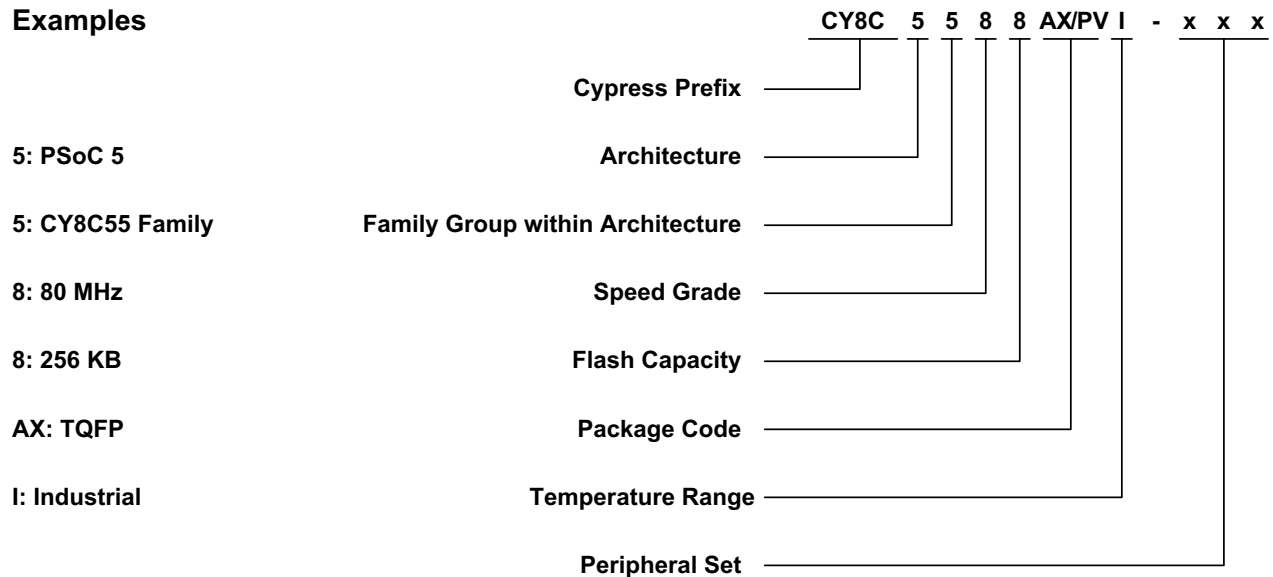 Examples CY8C 5 5 8 8 AX/PV I - x x x
Cypress Prefix
5: PSoC 5 Architecture
5: CY8C55 Family Family Group within Architecture
8: 80 MHz Speed Grade
8: 256 KB Flash Capacity
AX: TQFP Package Code
I: Industrial Temperature Range
Peripheral Set